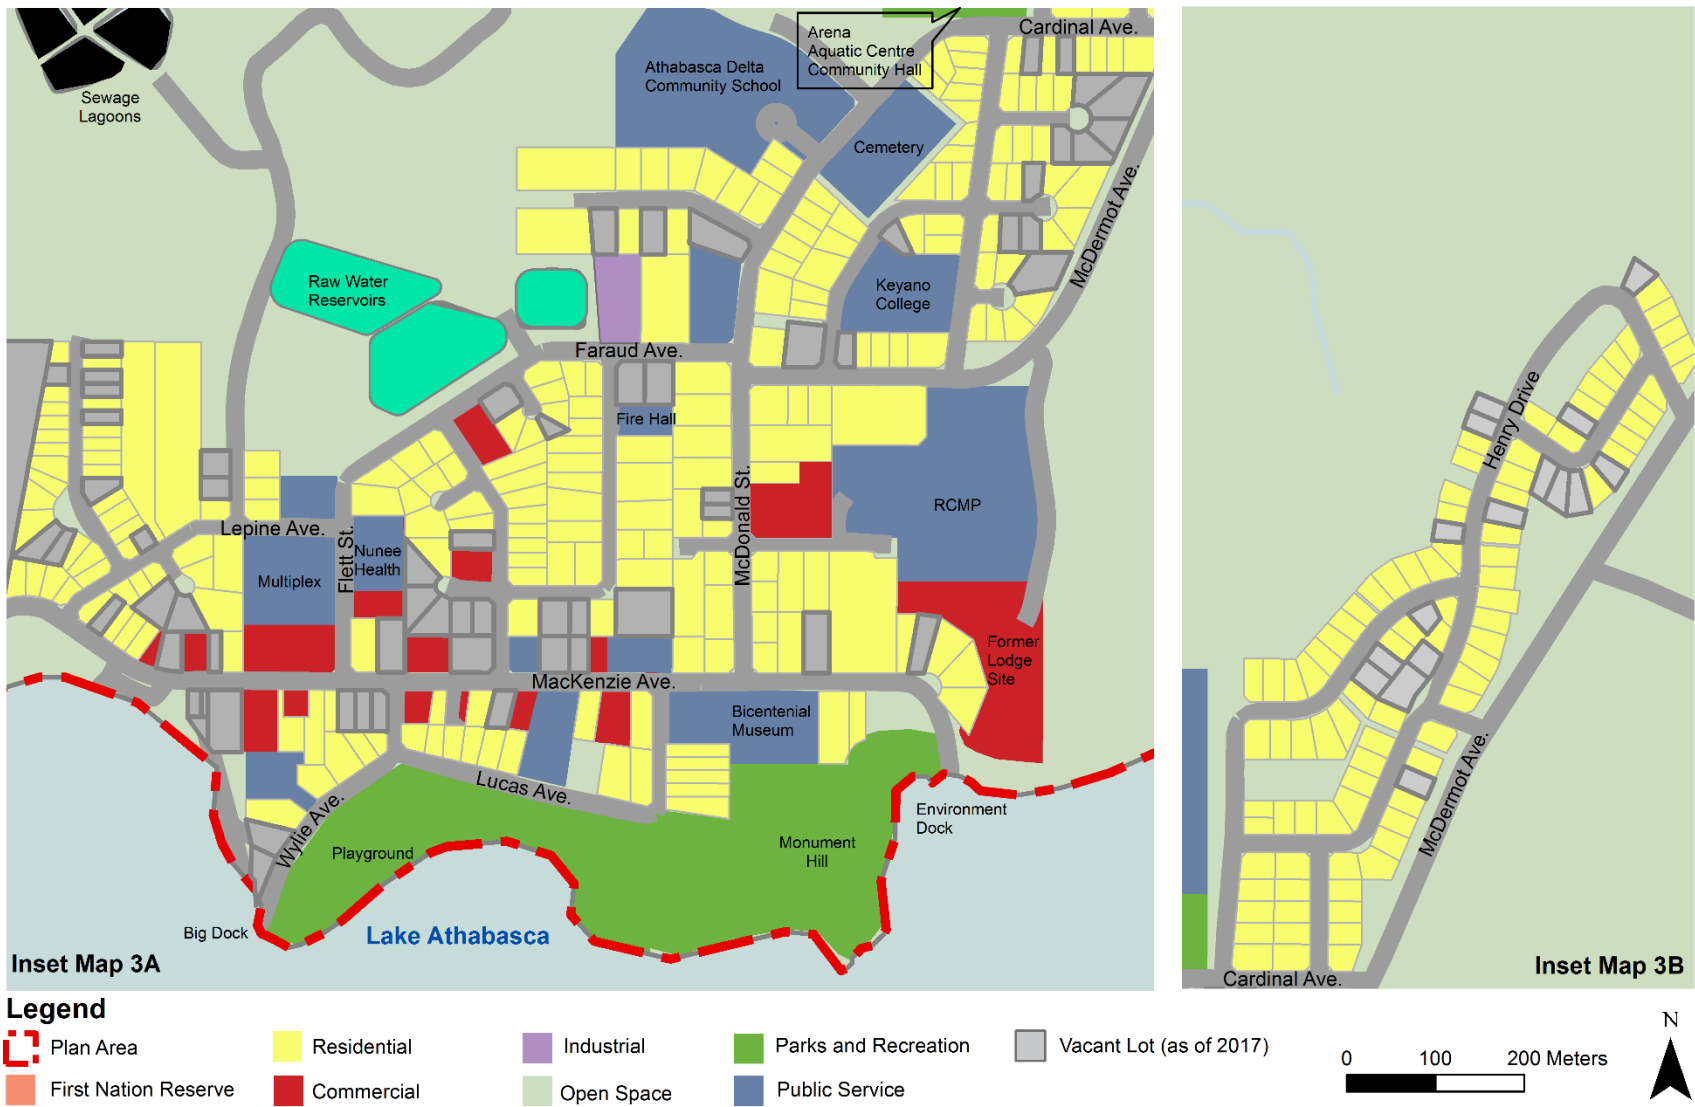 Sewage
Lagoons
Athabasca Delta
Community School
Arena
Aquatic Centre
Community Hall
Cardinal Ave.
Cemetery
McDermot Ave.
Raw Water
Reservoirs
Keyano
College
Faraud Ave.
Fire Hall
McDonald St.
RCMP
Lepine Ave.
Flett St.
Nunee
Health
Multiplex
Former
Lodge
Site
MacKenzie Ave.
Bicentenial
Museum
Lucas Ave.
Wylie Ave.
Playground
Monument
Hill
Environment
Dock
Big Dock
Lake Athabasca
Inset Map 3A
Henry Drive
McDermot Ave.
Cardinal Ave.
Inset Map 3B
Legend
Plan Area
First Nation Reserve
Residential
Commercial
Industrial
Open Space
Parks and Recreation
Public Service
Vacant Lot (as of 2017)
0 100 200 Meters
N